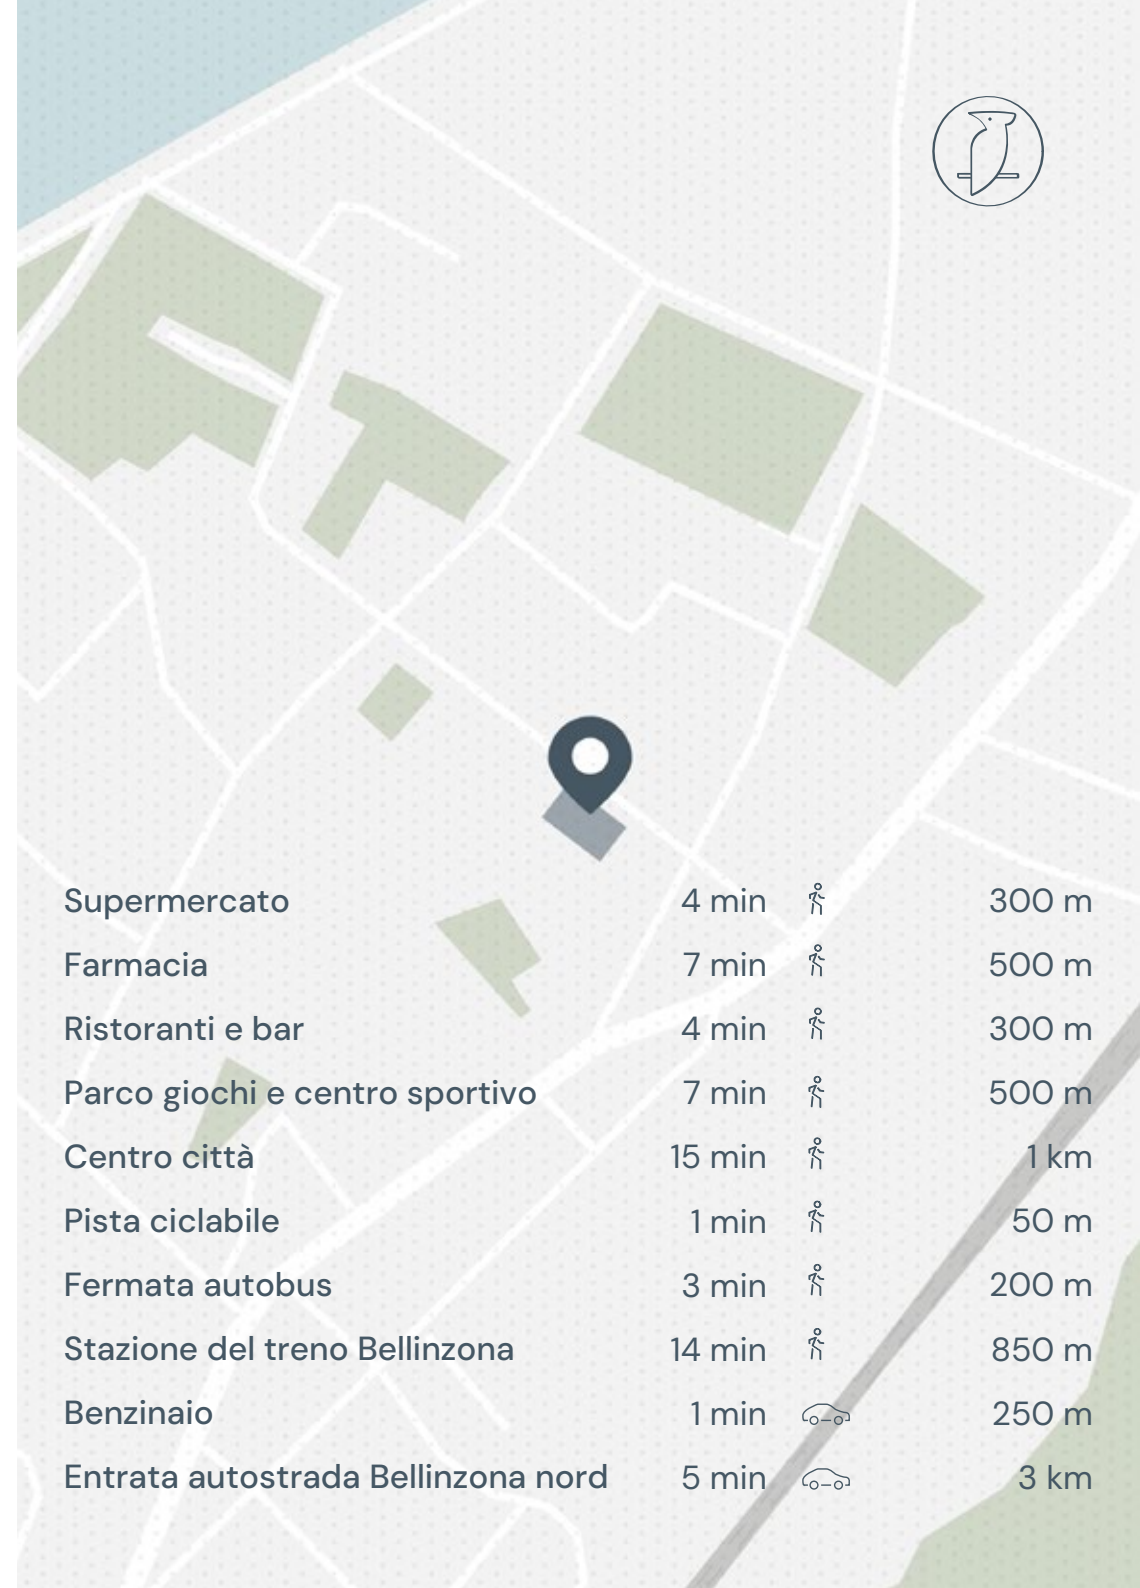 Supermercato 4 min 300 m
Farmacia 7 min 500 m
Ristoranti e bar 4 min 300 m
Parco giochi e centro sportivo 7 min 500 m
Centro città 15 min 1 km
Pista ciclabile 1 min 50 m
Fermata autobus 3 min 200 m
Stazione del treno Bellinzona 14 min 850 m
Benzinaio 1 min 250 m
Entrata autostrada Bellinzona nord 5 min 3 km